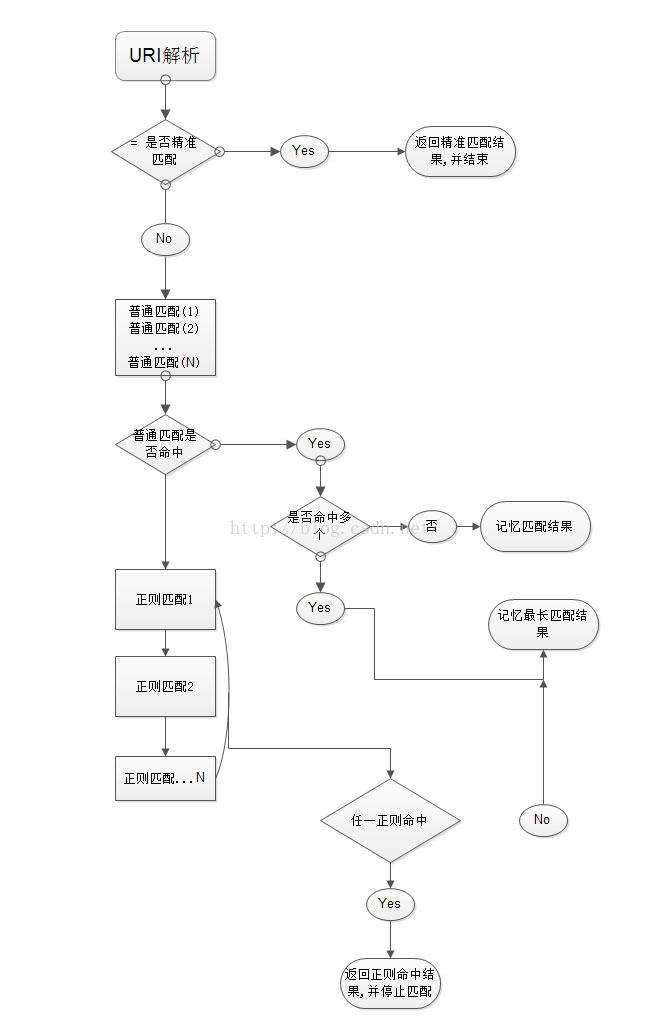 URI解析
= 是否精准
匹配
Yes
返回精准匹配结
果,并结束
No
普通匹配(1)
普通匹配(2)
...
普通匹配(N)
普通匹配是
否命中
Yes
是否命中多
个
否
记忆匹配结果
http://blog.csdn.net/
Yes
正则匹配1
记忆最长匹配结
果
正则匹配2
正则匹配...N
任一正则命中
No
Yes
返回正则命中结
果,并停止匹配